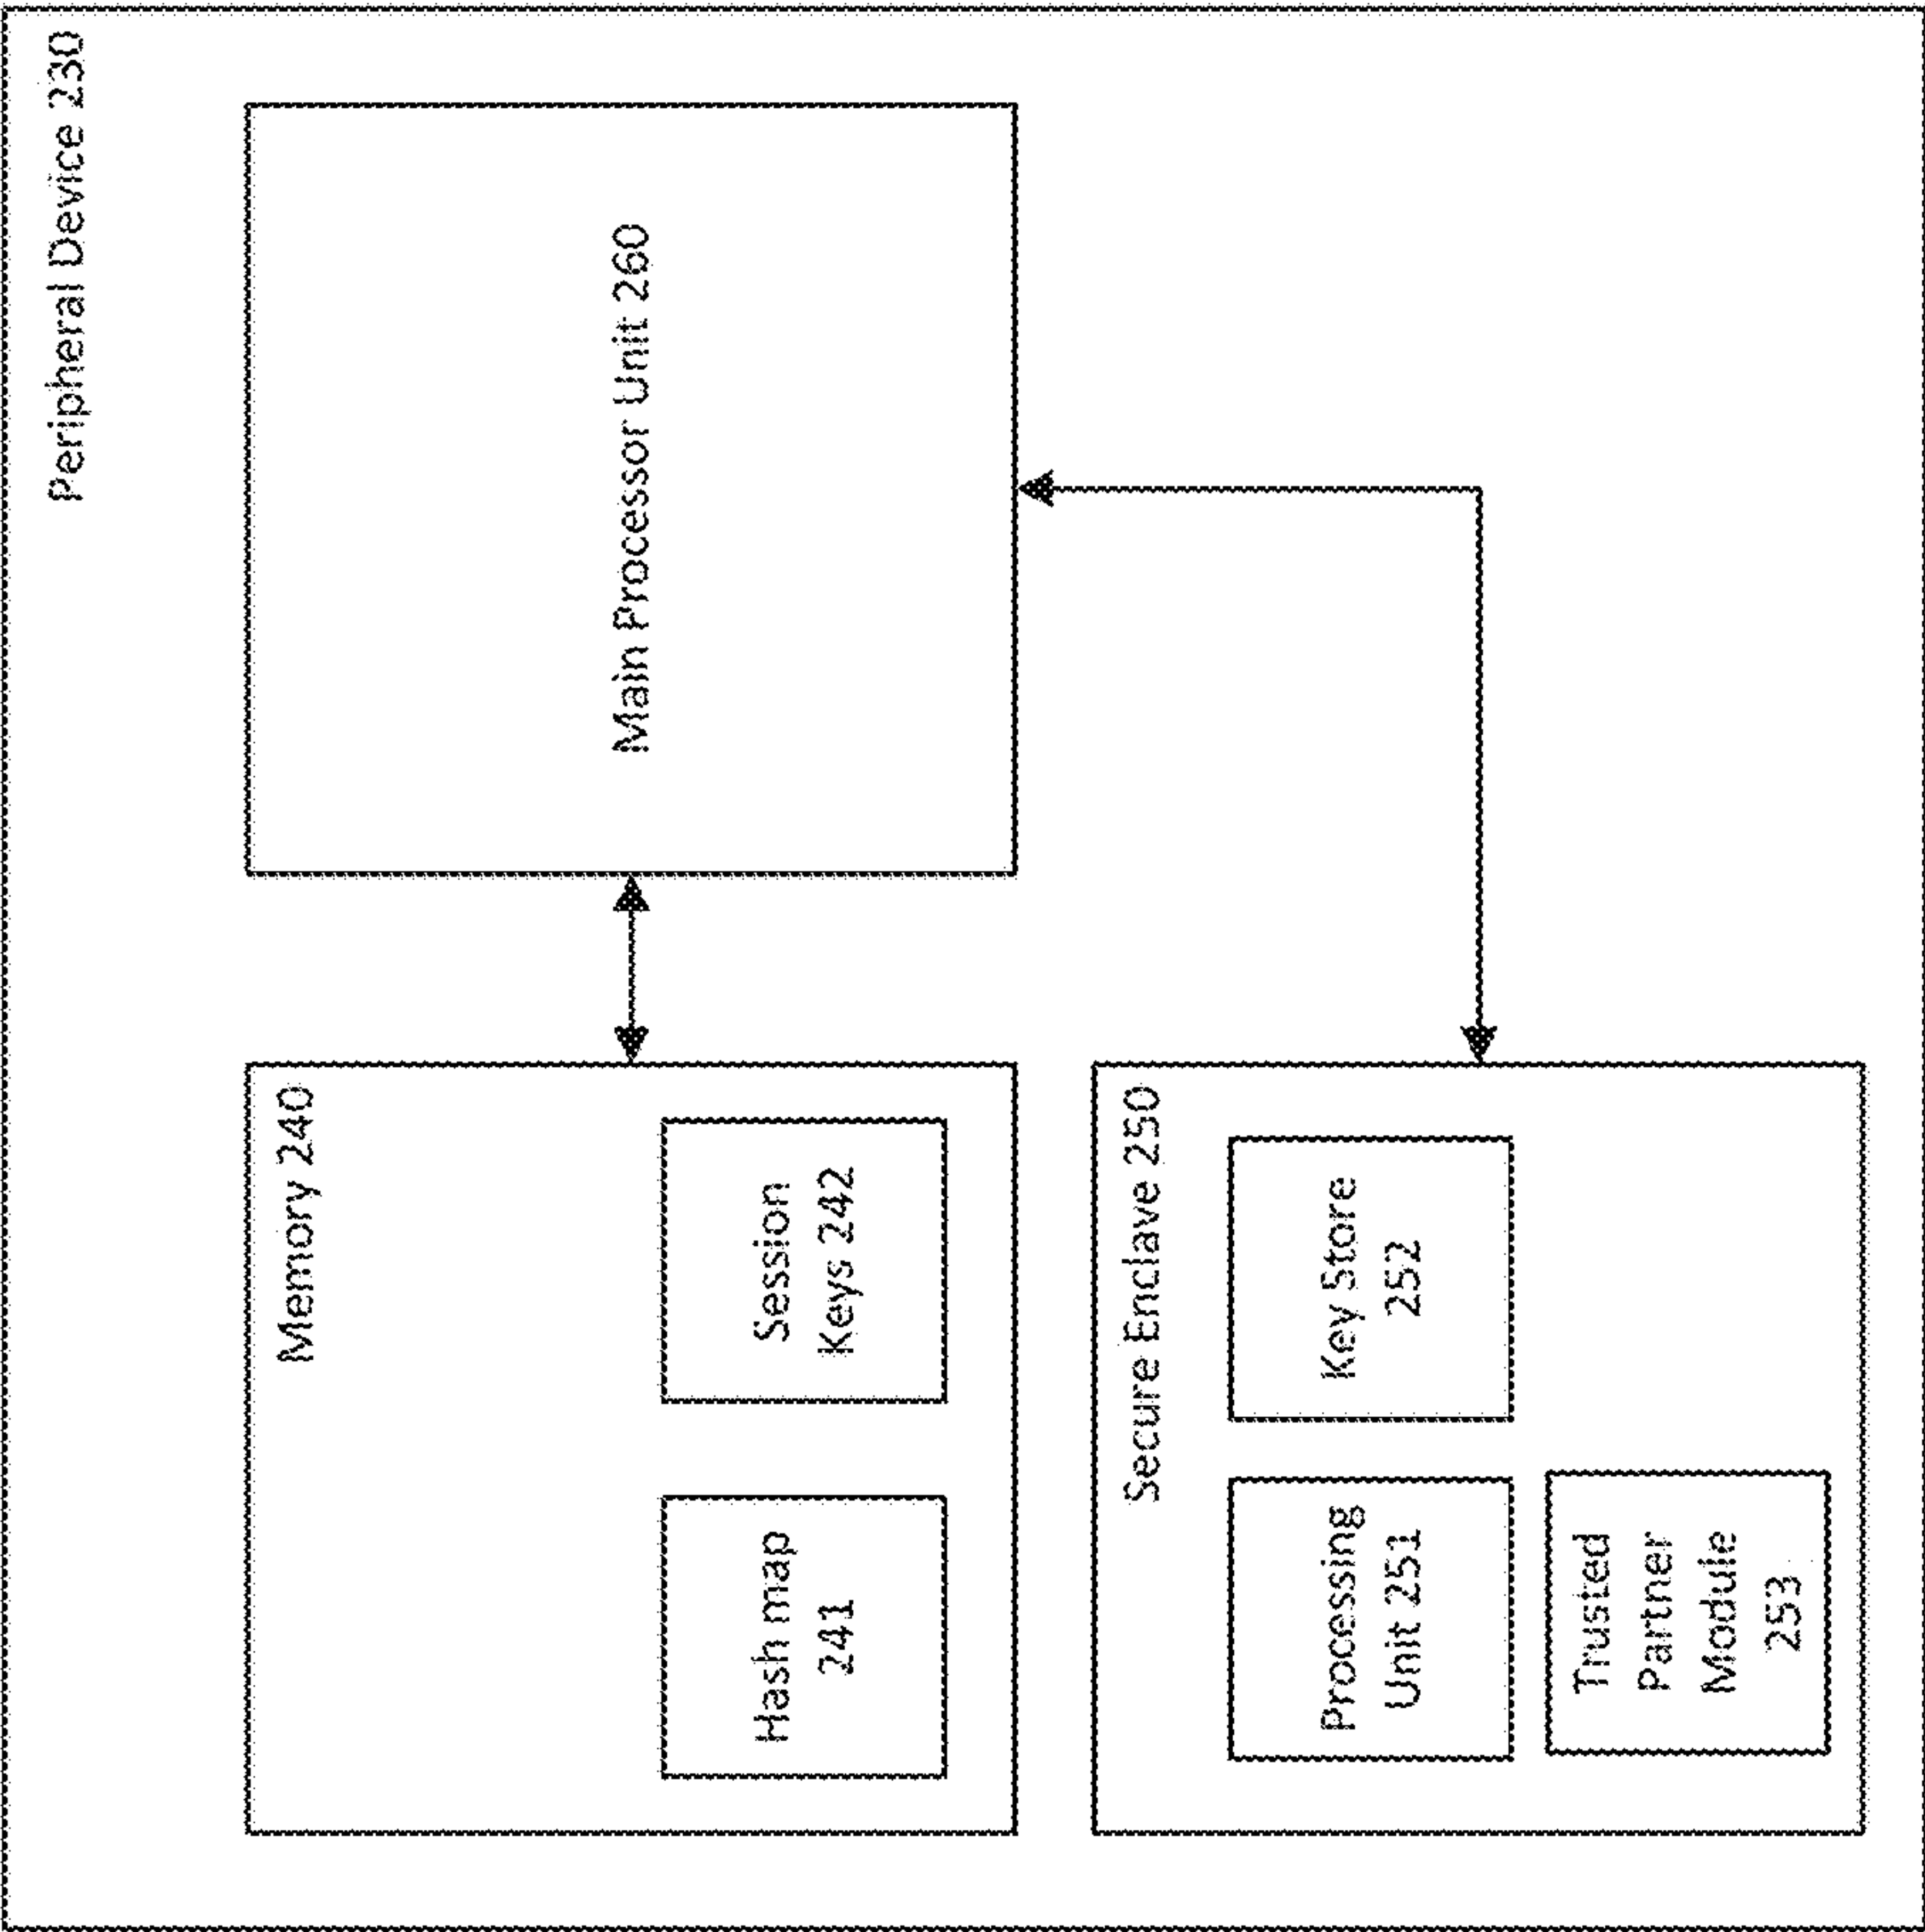 Peripheral Device 230
Memory 240
Hash map
241
Session
Keys 242
Main Processor Unit 260
Secure Enclave 250
Processing
Unit 251
Key Store
252
Trusted
Partner
Module
253